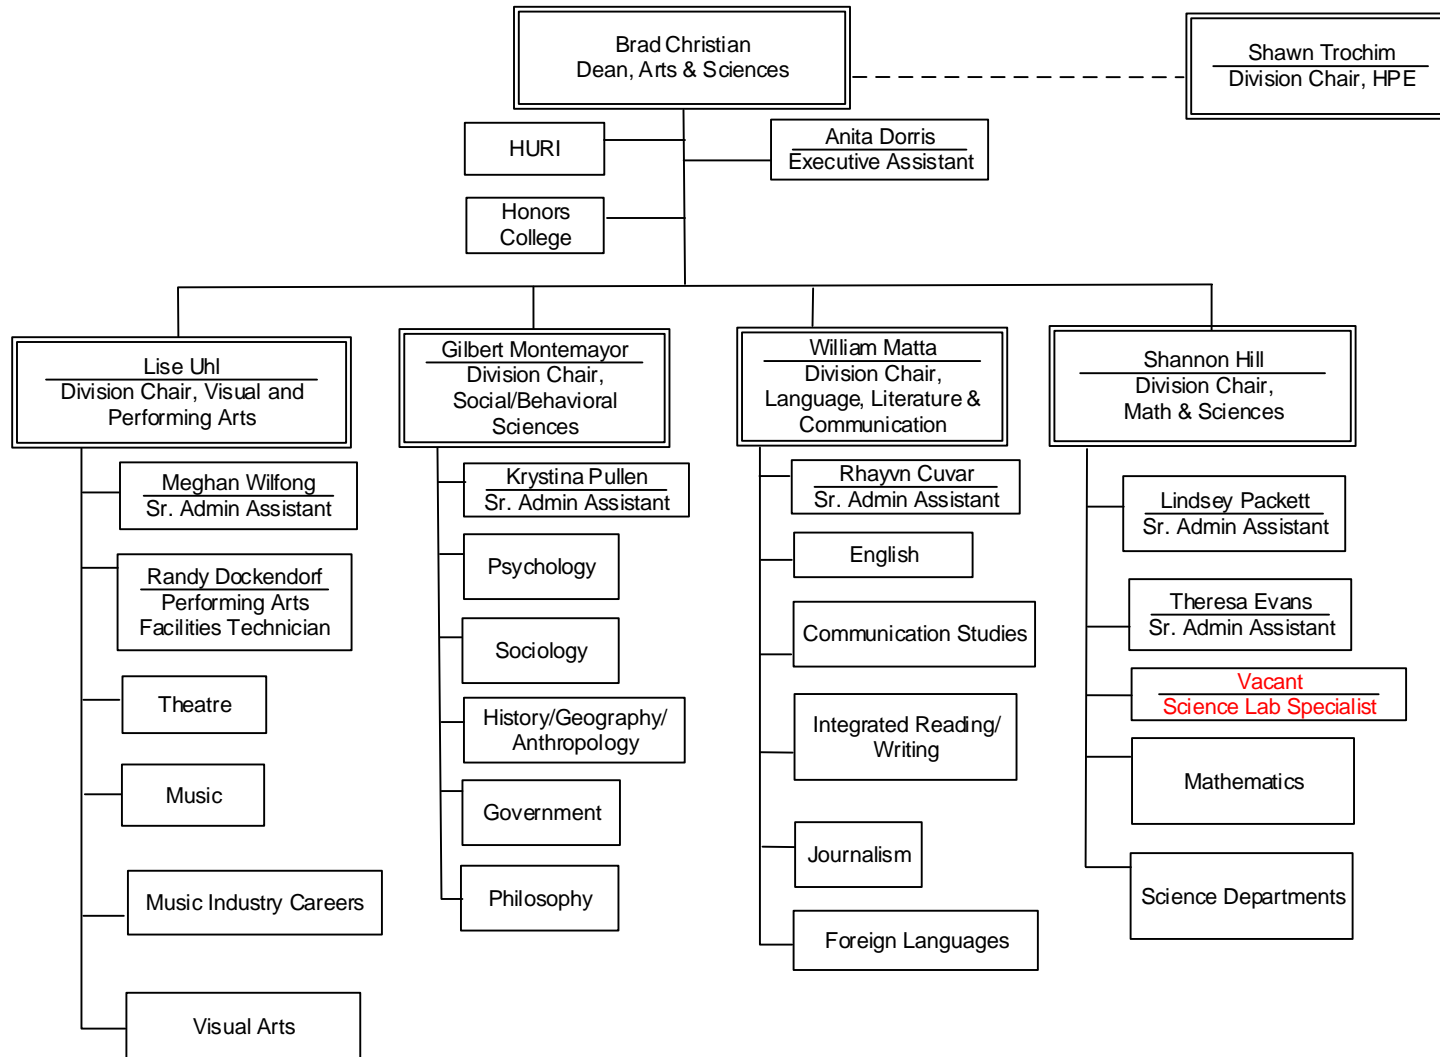 Brad Christian
Dean, Arts & Sciences
Shawn Trochim
Division Chair, HPE
HURI
Anita Dorris
Executive Assistant
Honors
College
Lise Uhl
Division Chair, Visual and
Performing Arts
Meghan Wilfong
Sr. Admin Assistant
Randy Dockendorf
Performing Arts
Facilities Technician
Theatre
Music
Music Industry Careers
Visual Arts
Gilbert Montemayor
Division Chair,
Social/Behavioral
Sciences
Krystina Pullen
Sr. Admin Assistant
Psychology
Sociology
History/Geography/
Anthropology
Government
Philosophy
William Matta
Division Chair,
Language, Literature &
Communication
Rhayvn Cuvar
Sr. Admin Assistant
English
Communication Studies
Integrated Reading/
Writing
Journalism
Foreign Languages
Shannon Hill
Division Chair,
Math & Sciences
Lindsey Packett
Sr. Admin Assistant
Theresa Evans
Sr. Admin Assistant
Vacant
Science Lab Specialist
Mathematics
Science Departments